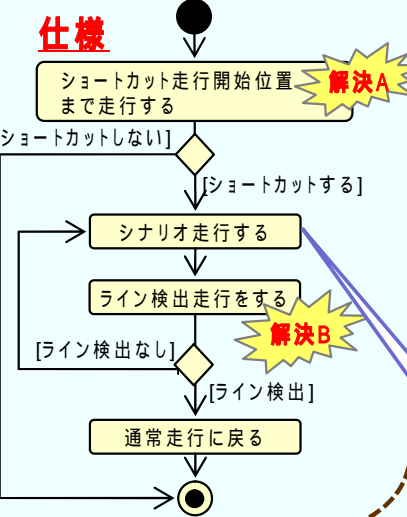 仕様
ショートカット走行開始位置
まで走行する
解決A
ショートカットしない]
[ショートカットする]
シナリオ走行する
ライン検出走行をする
解決B
[ライン検出なし]
[ライン検出]
通常走行に戻る